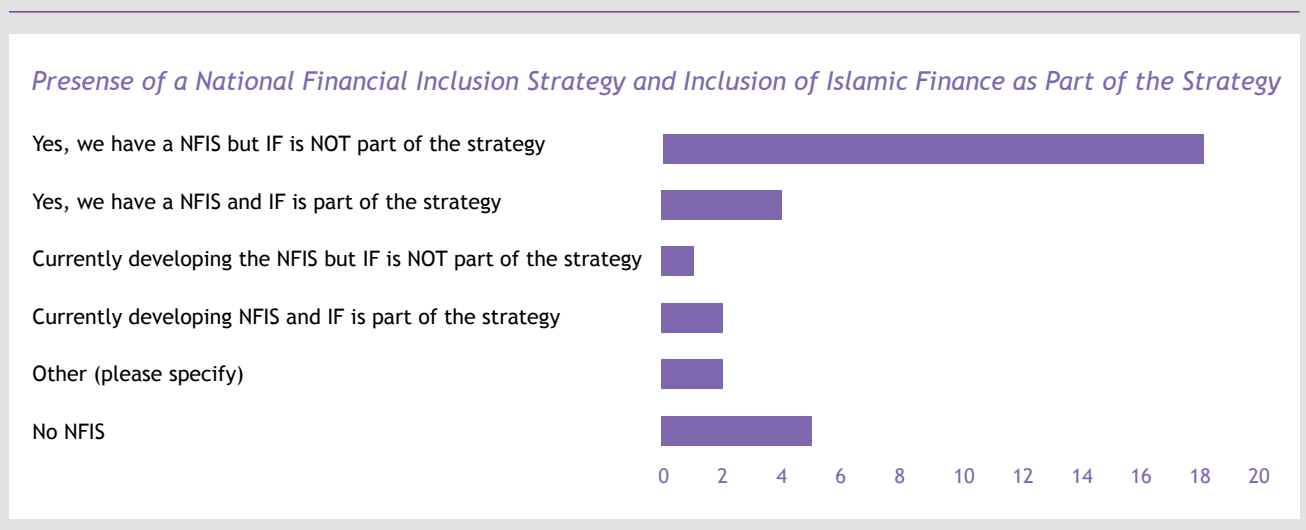 Presense of a National Financial Inclusion Strategy and Inclusion of Islamic Finance as Part of the Strategy
Yes, we have a NFIS but IF is NOT part of the strategy
Yes, we have a NFIS and IF is part of the strategy
Currently developing the NFIS but IF is NOT part of the strategy
Currently developing NFIS and IF is part of the strategy
Other (please specify)
No NFIS
0 2 4 6 8 10 12 14 16 18 20